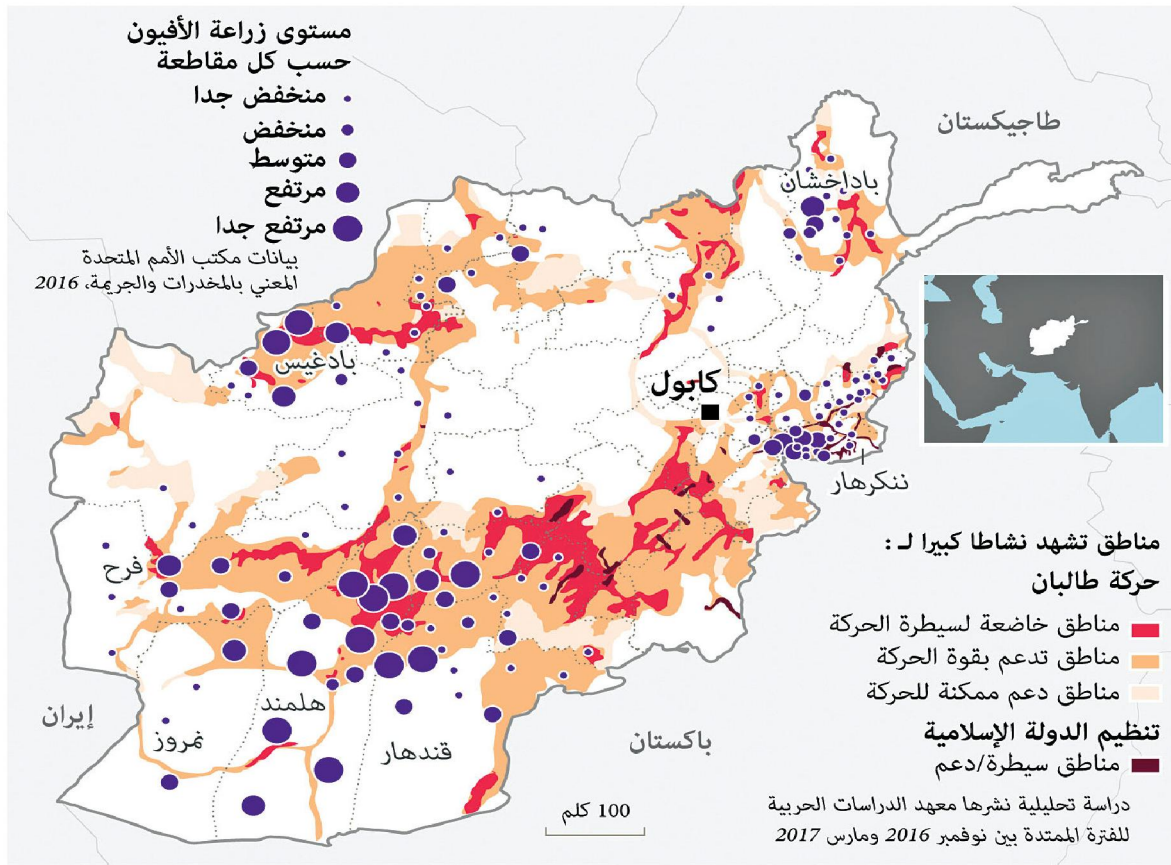 مستوى زراعة الأفيون
حسب كل مقاطعة
منخفض جدا
منخفض
متوسط
مرتفع
مرتفع جدا
بيانات مكتب الأمم المتحدة
المعني بالمخدرات والجريمة، 2016
طاجيكستان
باداخشان
بادغيس
كابول
ننكرهار
فرح
هلمند
نمروز
قندهار
إيران
باكستان
مناطق تشهد نشاطا كبيرا لـ :
حركة طالبان
مناطق خاضعة لسيطرة الحركة
مناطق تدعم بقوة الحركة
مناطق دعم ممكنة للحركة
تنظيم الدولة الإسلامية
مناطق سيطرة/دعم
دراسة تحليلية نشرها معهد الدراسات الحربية
للفترة الممتدة بين نوفمبر 2016 ومارس 2017
100 كلم